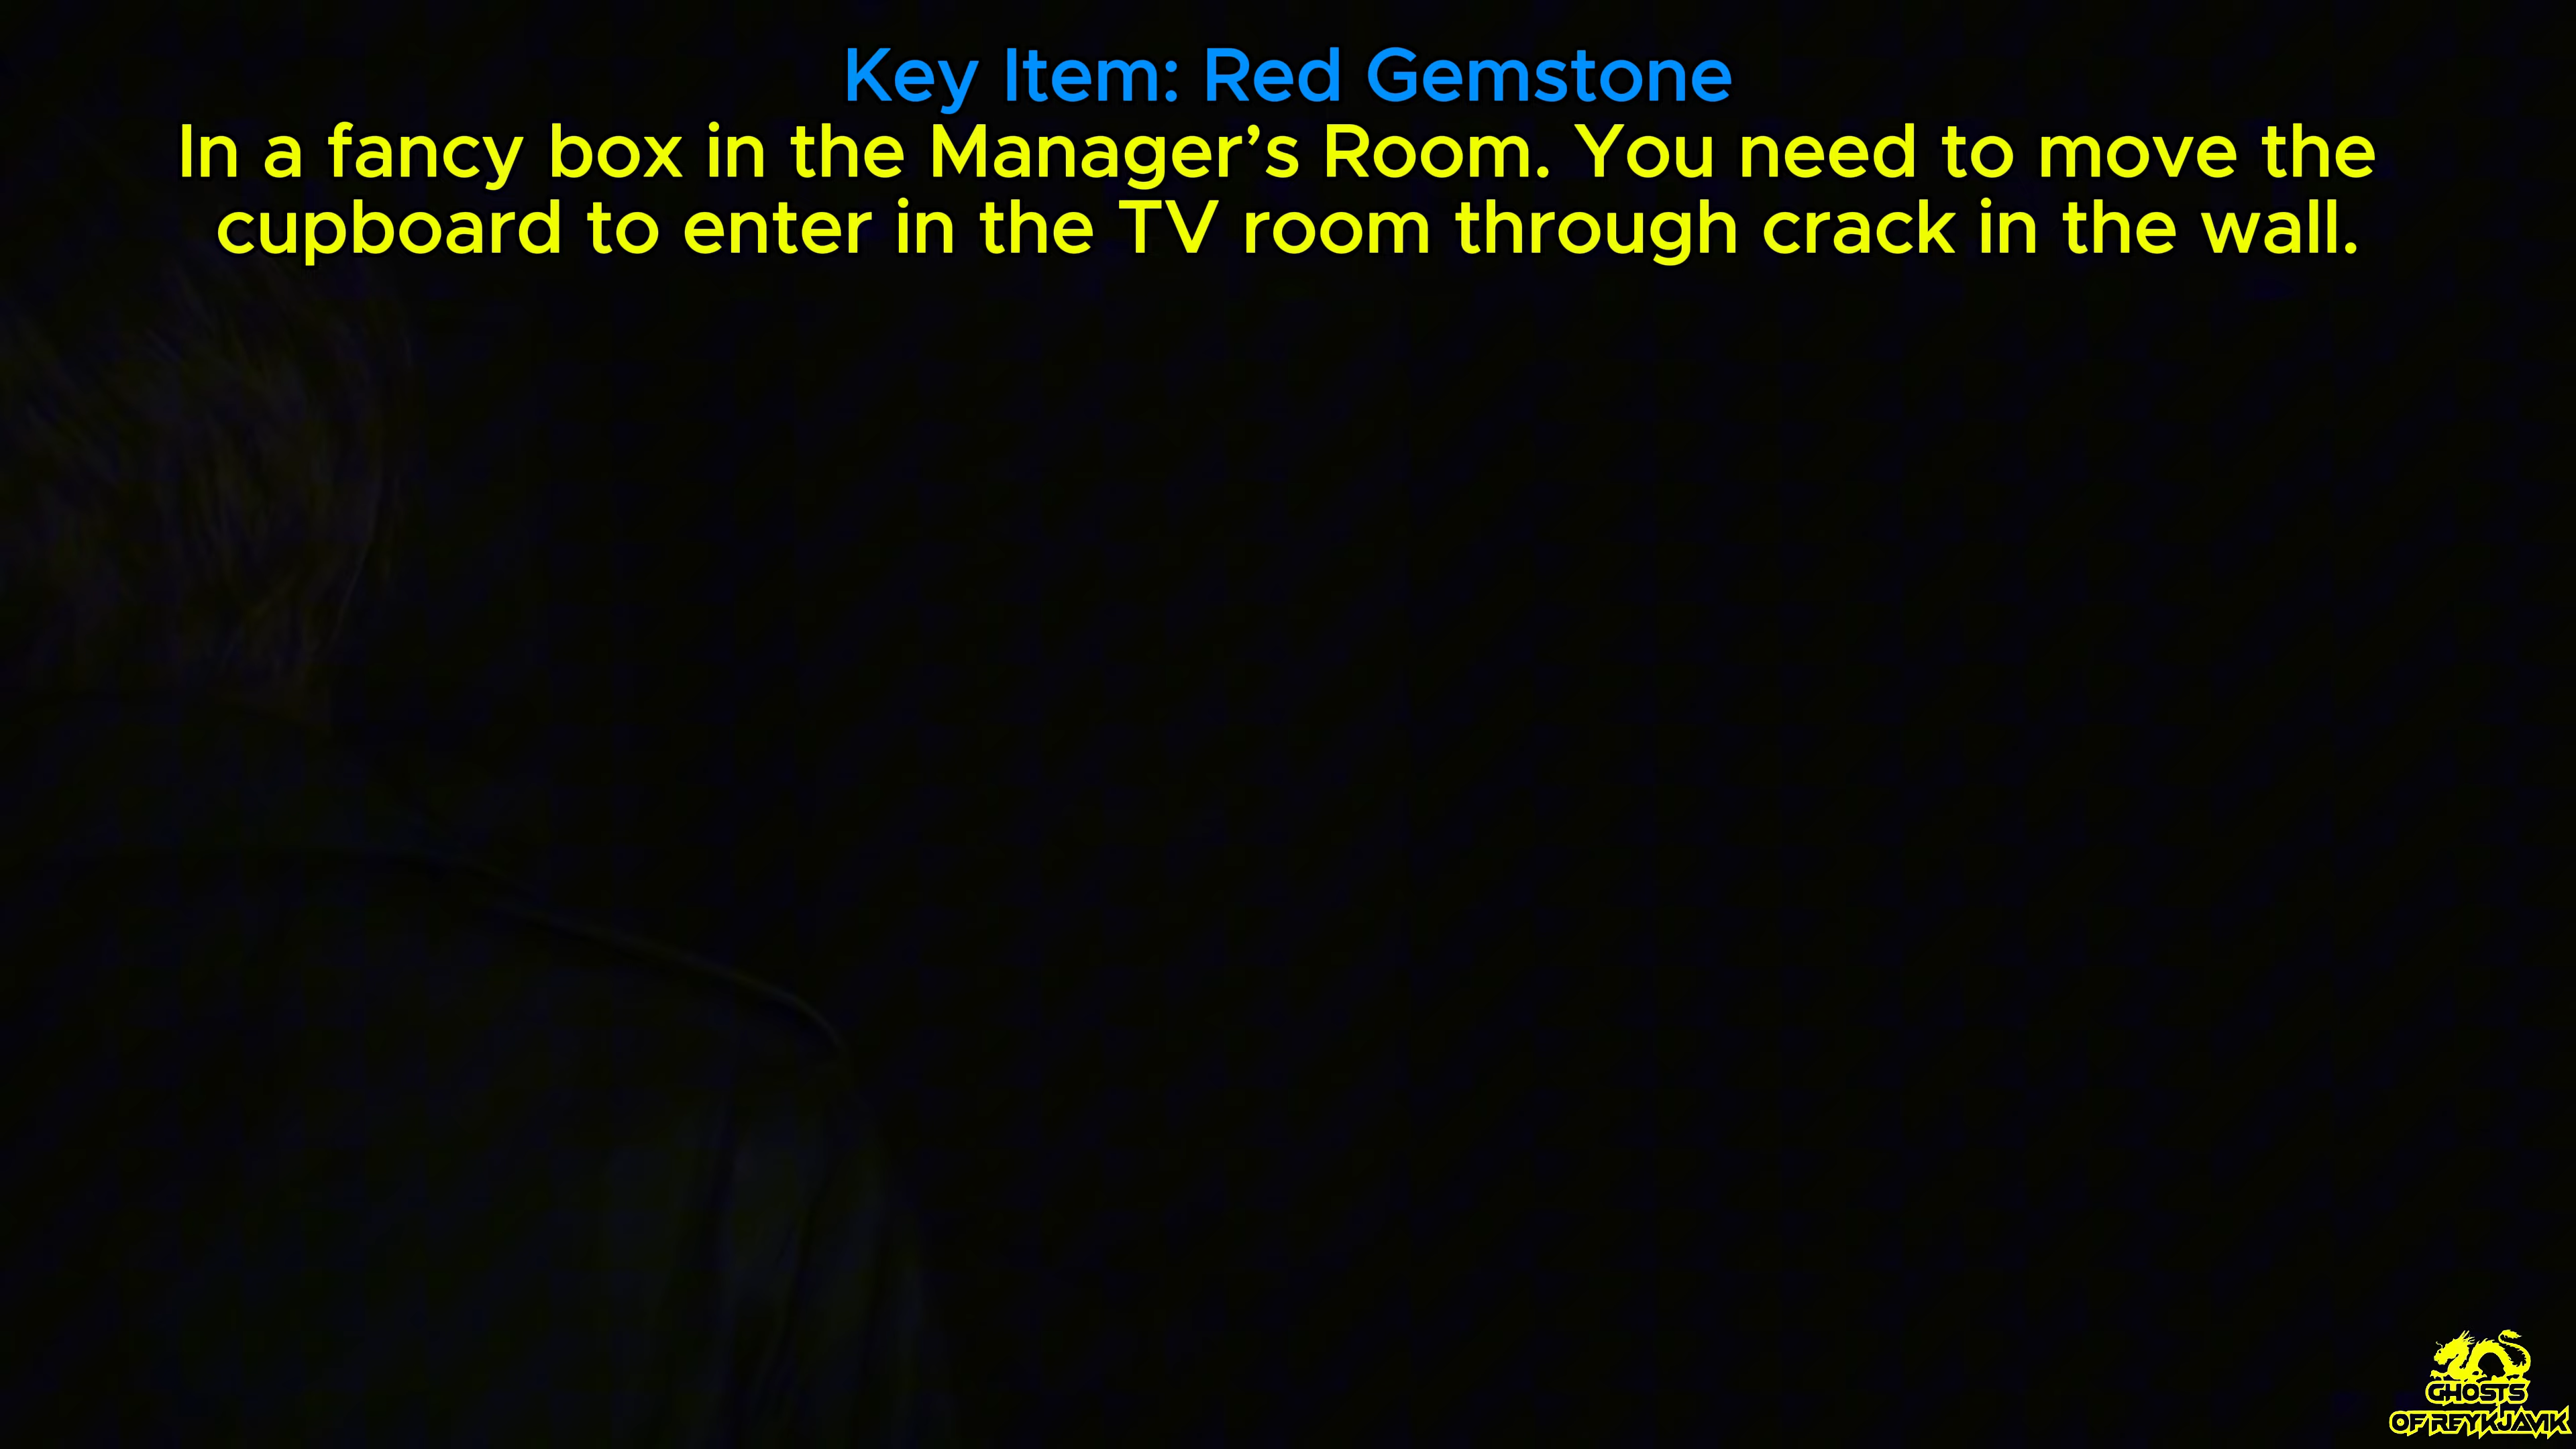 Key Item: Red Gemstone
In a fancy box in the Manager’s Room. You need to move the
cupboard to enter in the TV room through crack in the wall.
GHOSTS
OF REYKJAVIK